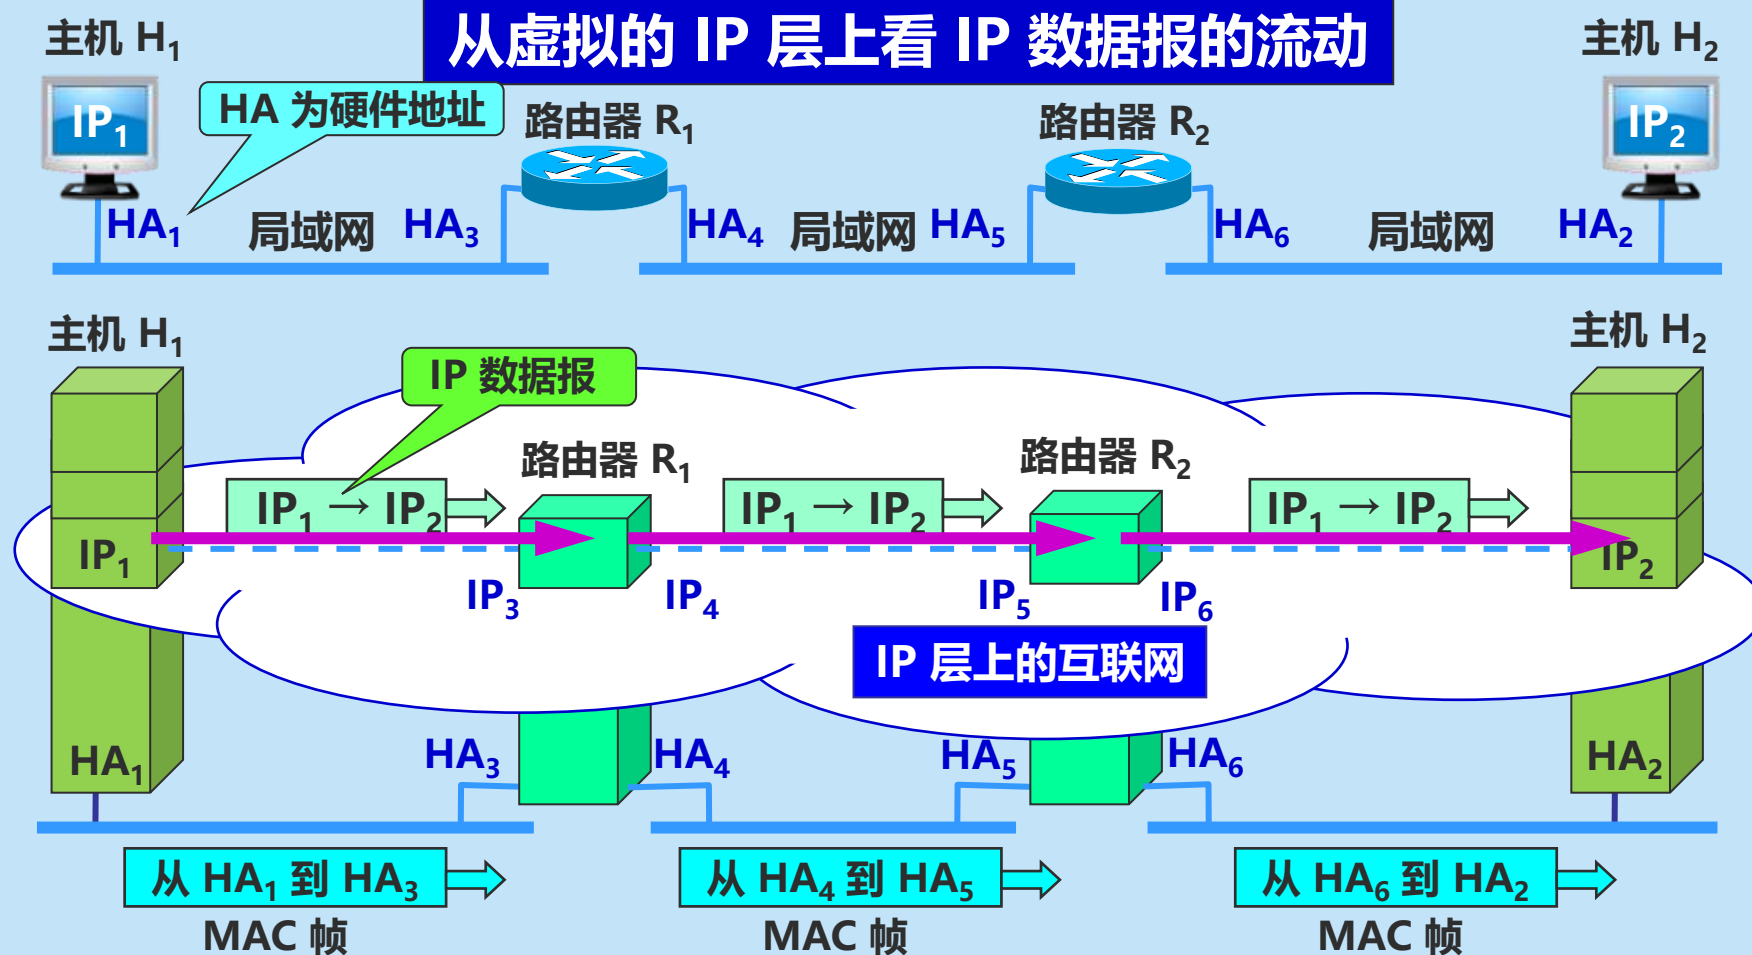 从虚拟的 IP 层上看 IP 数据报的流动
主机 H₁
主机 H₂
IP₁
HA 为硬件地址
路由器 R₁
路由器 R₂
IP₂
HA₁
局域网
HA₃
HA₄
局域网
HA₅
HA₆
局域网
HA₂
主机 H₁
主机 H₂
IP 数据报
路由器 R₁
路由器 R₂
IP₁ → IP₂
IP₁ → IP₂
IP₁ → IP₂
IP₁
IP₂
IP₃
IP₄
IP₅
IP₆
IP 层上的互联网
HA₁
HA₃
HA₄
HA₅
HA₆
HA₂
从 HA₁ 到 HA₃
从 HA₄ 到 HA₅
从 HA₆ 到 HA₂
MAC 帧
MAC 帧
MAC 帧